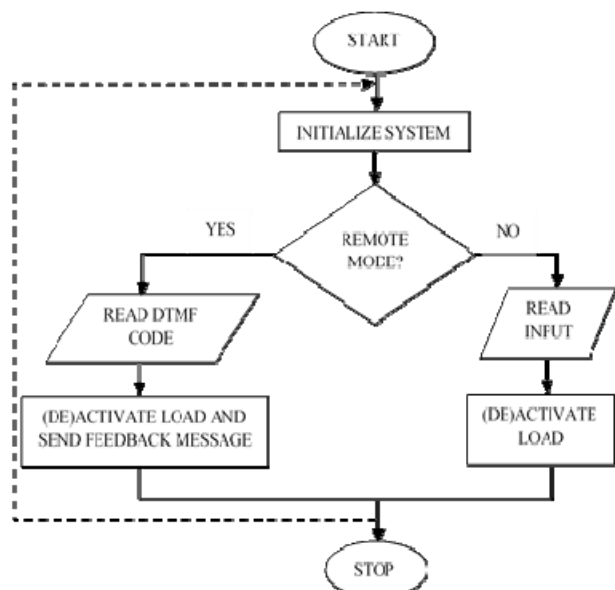 START
INITIALIZE SYSTEM
YES
REMOTE
MODE?
NO
READ DTMF
CODE
READ
INPUT
(DE)ACTIVATE LOAD AND
SEND FEEDBACK MESSAGE
(DE)ACTIVATE
LOAD
STOP